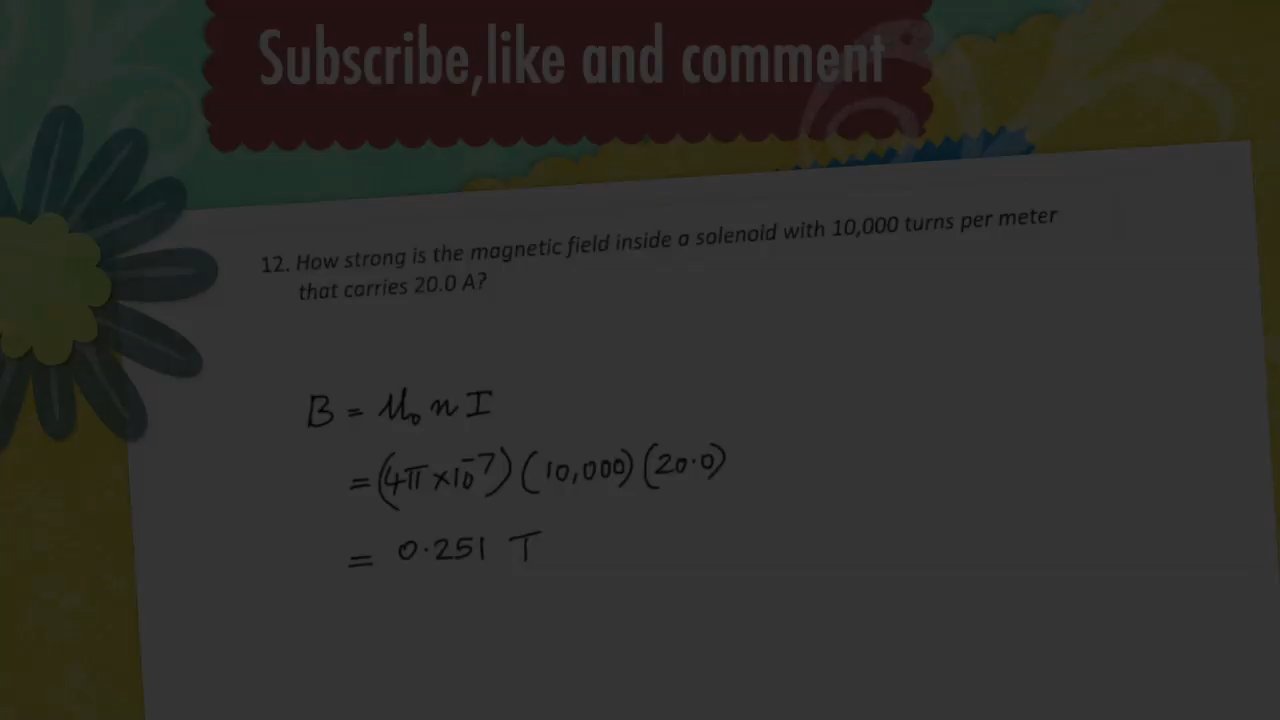 Subscribe,like and comment
12. How strong is the magnetic field inside a solenoid with 10,000 turns per meter
that carries 20.0 A?
B = μ₀ n I
= (4π ×10⁻⁷) (10,000) (20.0)
= 0.251 T